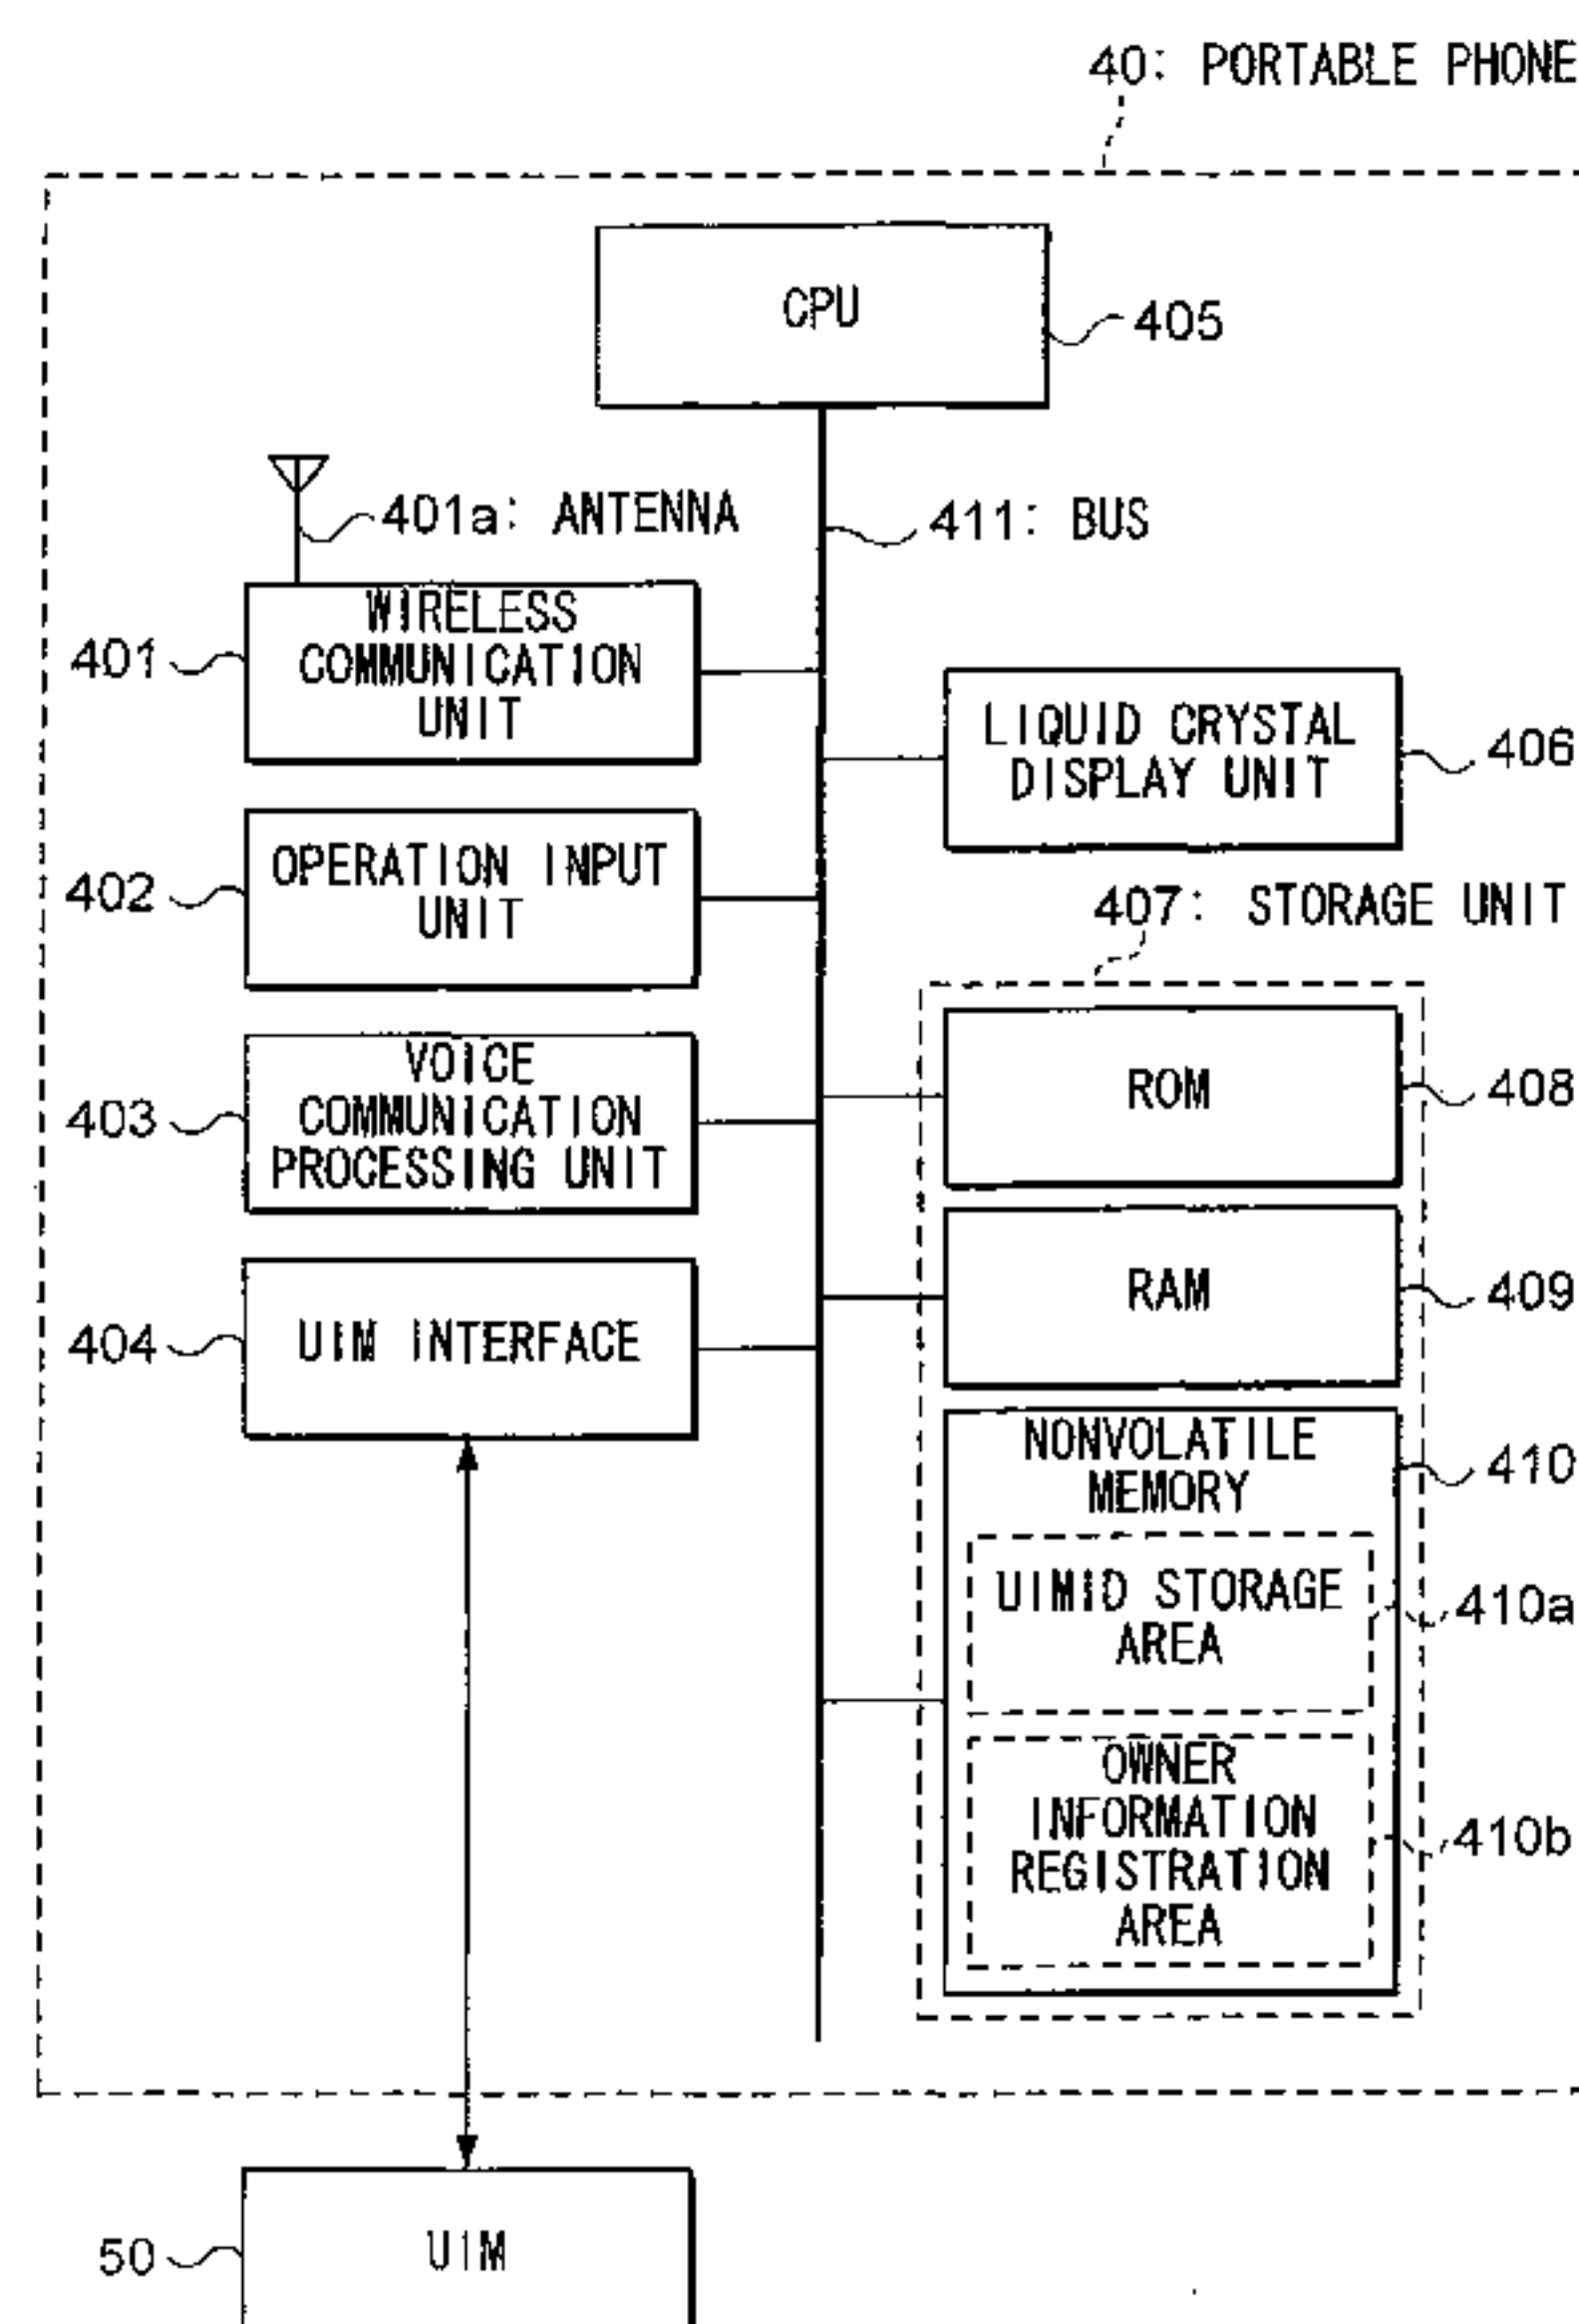 40: PORTABLE PHONE
CPU
405
401a: ANTENNA
411: BUS
401
WIRELESS
COMMUNICATION
UNIT
LIQUID CRYSTAL
DISPLAY UNIT
406
402
OPERATION INPUT
UNIT
407: STORAGE UNIT
403
VOICE
COMMUNICATION
PROCESSING UNIT
ROM
408
RAM
409
404
UIM INTERFACE
NONVOLATILE
MEMORY
410
UIMID STORAGE
AREA
410a
OWNER
INFORMATION
REGISTRATION
AREA
410b
50
UIM